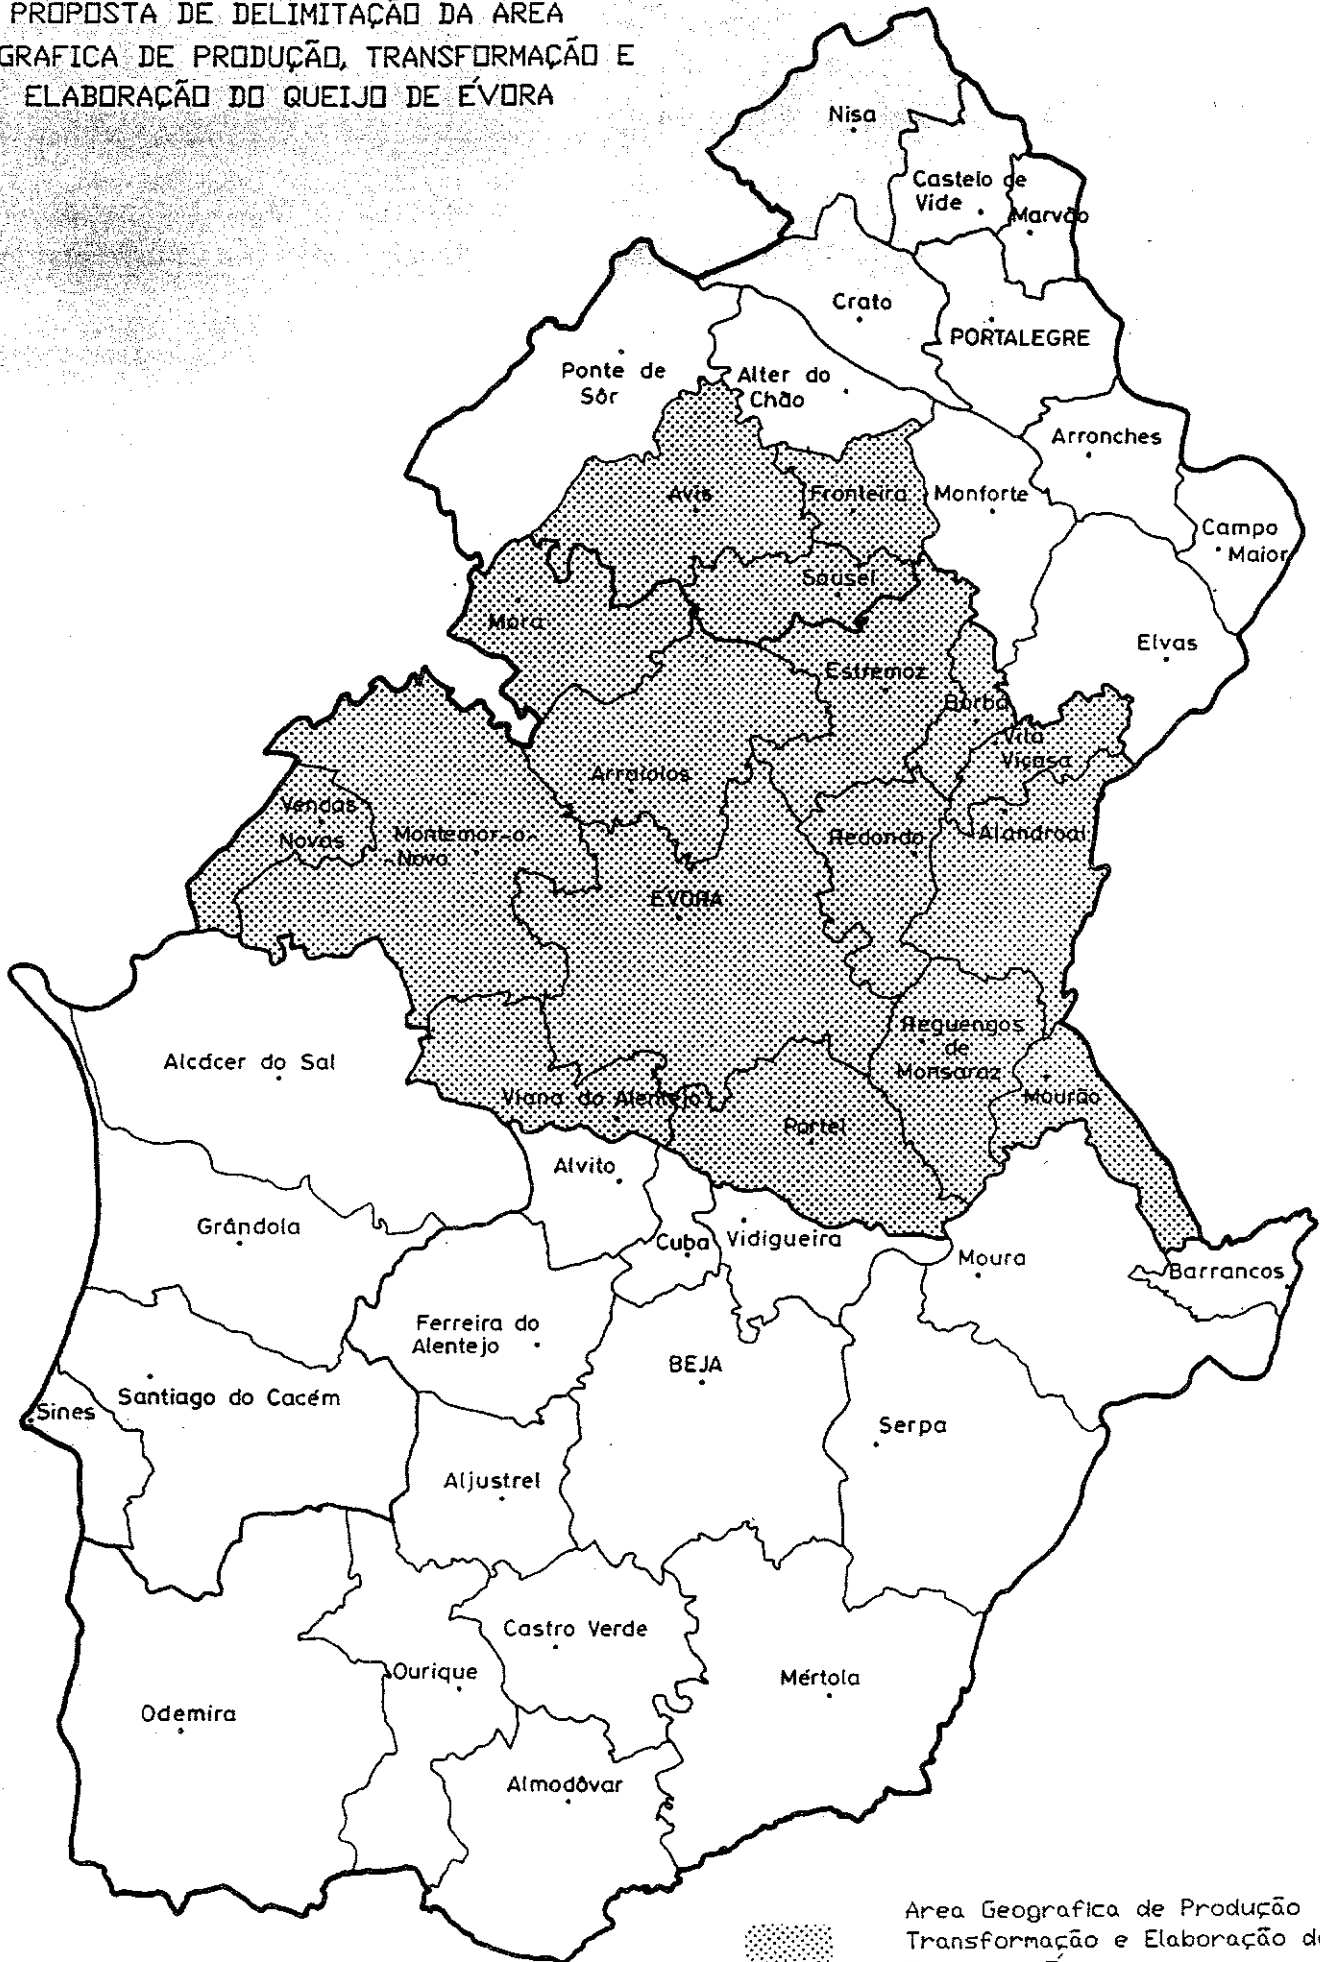 PROPOSTA DE DELIMITAÇÃO DA AREA
GRAFICA DE PRODUÇÃO, TRANSFORMAÇÃO E
ELABORAÇÃO DO QUEIJO DE ÉVORA
Nisa
Castelo de
Vide
Marvão
Crato
PORTALEGRE
Ponte de
Sôr
Alter do
Chão
Arronches
Avis
Fronteira
Monforte
Campo
Maior
Sousel
Mora
Elvas
Estremoz
Borba
Vila
Viçosa
Arraiolos
Vendas
Novas
Montemor-o-
Novo
Redondo
Alandroal
ÉVORA
Reguengos
de
Monsaraz
Alcácer do Sal
Viana do Alentejo
Mourão
Portel
Alvito
Grândola
Cuba
Vidigueira
Moura
Barrancos
Ferreira do
Alentejo
BEJA
Santiago do Cacém
Sines
Serpa
Aljustrel
Castro Verde
Ourique
Mértola
Odemira
Almodôvar
Area Geografica de Produção
Transformação e Elaboração do